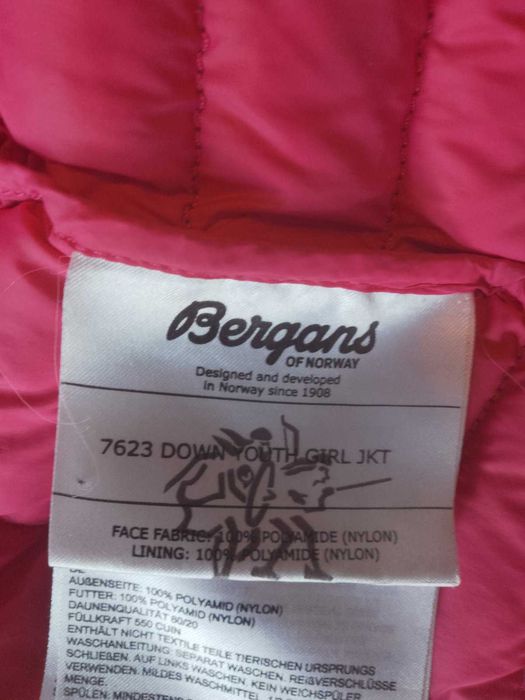 Bergans
OF NORWAY
Designed and developed
in Norway since 1908
7623 DOWN YOUTH GIRL JKT
FACE FABRIC: 100% POLYAMIDE (NYLON)
LINING: 100% POLYAMIDE (NYLON)
DE
AUßENSEITE: 100% POLYAMID (NYLON)
FUTTER: 100% POLYAMID (NYLON)
DAUNENQUALITÄT 80/20
FÜLLKRAFT 550 CUIN
ENTHÄLT NICHT TEXTILE TEILE TIERISCHEN URSPRUNGS
WASCHANLEITUNG: SEPARAT WASCHEN. REIßVERSCHLÜSSE
SCHLIEßEN. AUF LINKS WASCHEN. KEIN WEICHSPÜLER
VERWENDEN. MILDES WASCHMITTEL.
MENGE.
SPÜLEN: MINDESTENS